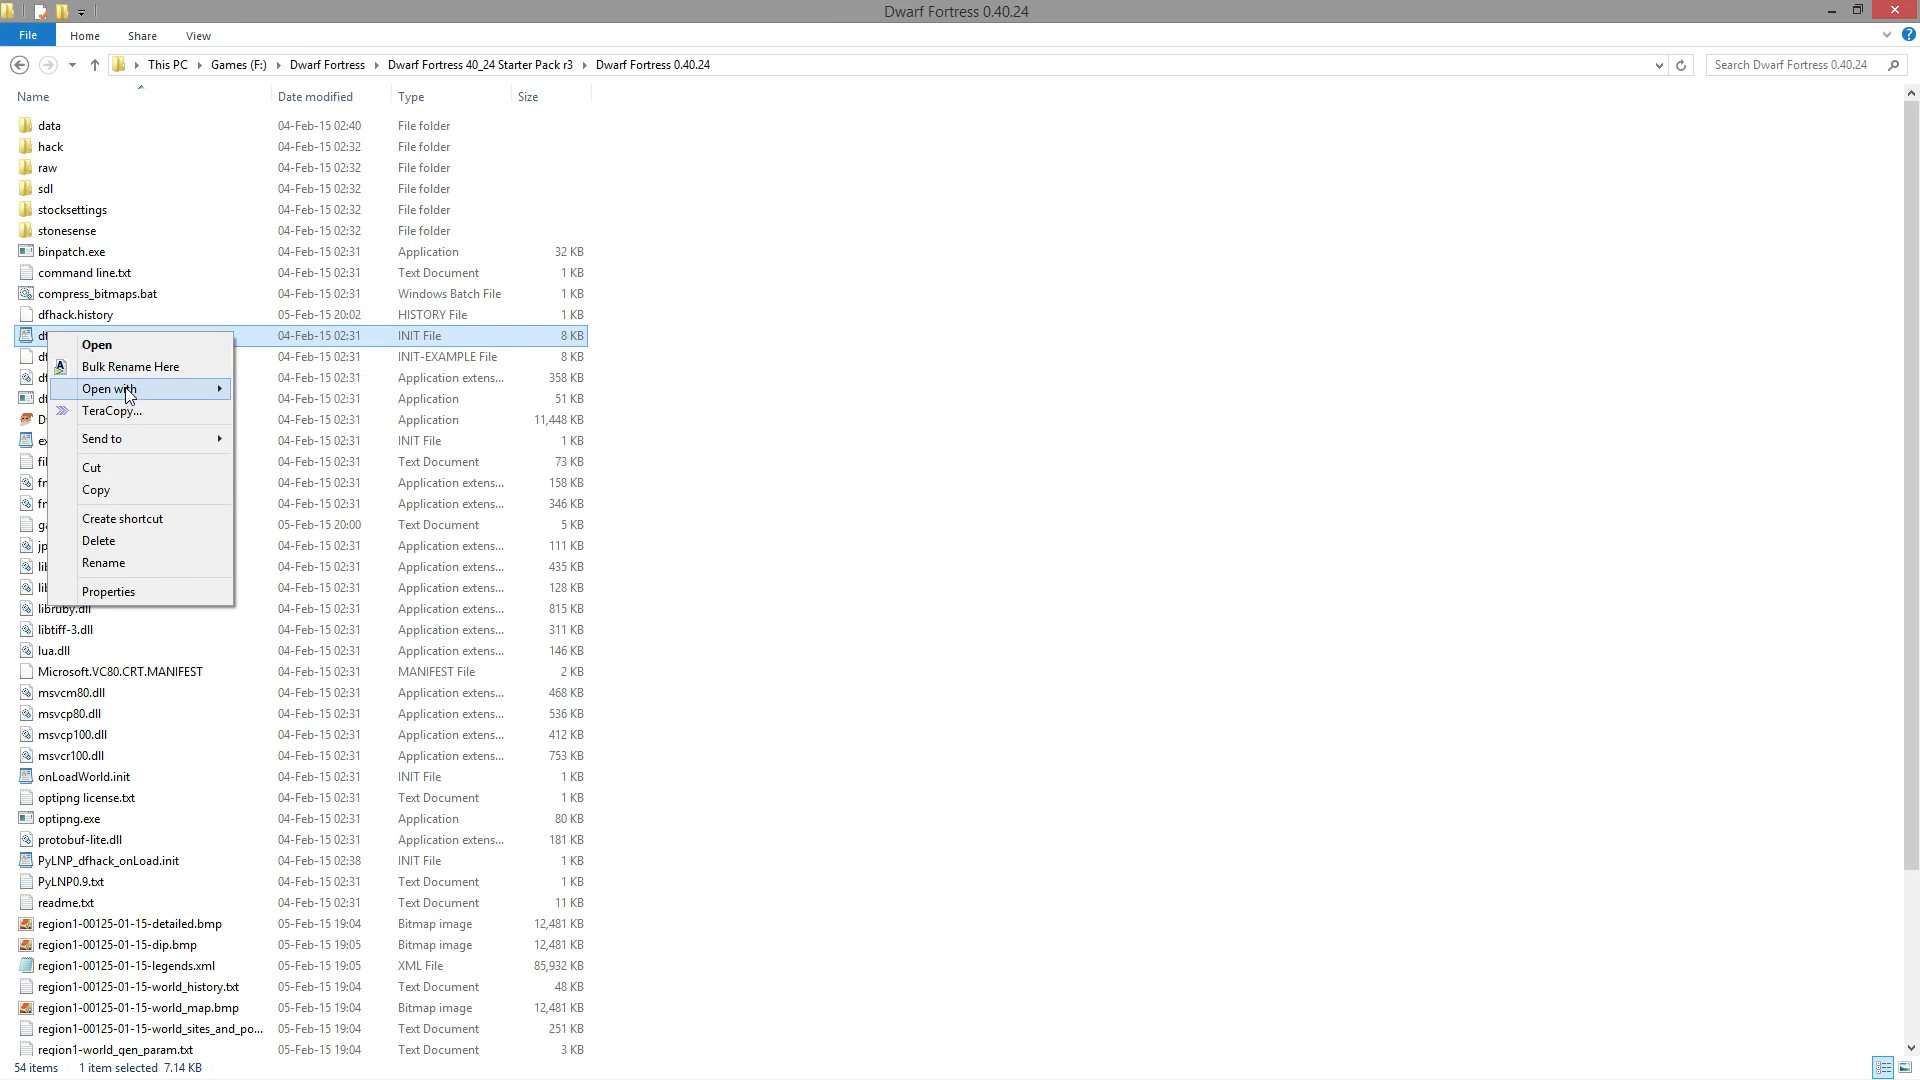 Dwarf Fortress 0.40.24
File Home Share View
This PC Games (F:) Dwarf Fortress Dwarf Fortress 40_24 Starter Pack r3 Dwarf Fortress 0.40.24 Search Dwarf Fortress 0.40.24
Name Date modified Type Size
data 04-Feb-15 02:40 File folder
hack 04-Feb-15 02:32 File folder
raw 04-Feb-15 02:32 File folder
sdl 04-Feb-15 02:32 File folder
stocksettings 04-Feb-15 02:32 File folder
stonesense 04-Feb-15 02:32 File folder
binpatch.exe 04-Feb-15 02:31 Application 32 KB
command line.txt 04-Feb-15 02:31 Text Document 1 KB
compress_bitmaps.bat 04-Feb-15 02:31 Windows Batch File 1 KB
dfhack.history 05-Feb-15 20:02 HISTORY File 1 KB
04-Feb-15 02:31 INIT File 8 KB
04-Feb-15 02:31 INIT-EXAMPLE File 8 KB
04-Feb-15 02:31 Application extens... 358 KB
04-Feb-15 02:31 Application 51 KB
04-Feb-15 02:31 Application 11,448 KB
04-Feb-15 02:31 INIT File 1 KB
04-Feb-15 02:31 Text Document 73 KB
04-Feb-15 02:31 Application extens... 158 KB
04-Feb-15 02:31 Application extens... 346 KB
05-Feb-15 20:00 Text Document 5 KB
04-Feb-15 02:31 Application extens... 111 KB
04-Feb-15 02:31 Application extens... 435 KB
04-Feb-15 02:31 Application extens... 128 KB
Open
Bulk Rename Here
Open with
TeraCopy...
Send to
Cut
Copy
Create shortcut
Delete
Rename
Properties
libruby.dll 04-Feb-15 02:31 Application extens... 815 KB
libtiff-3.dll 04-Feb-15 02:31 Application extens... 311 KB
lua.dll 04-Feb-15 02:31 Application extens... 146 KB
Microsoft.VC80.CRT.MANIFEST 04-Feb-15 02:31 MANIFEST File 2 KB
msvcm80.dll 04-Feb-15 02:31 Application extens... 468 KB
msvcp80.dll 04-Feb-15 02:31 Application extens... 536 KB
msvcp100.dll 04-Feb-15 02:31 Application extens... 412 KB
msvcr100.dll 04-Feb-15 02:31 Application extens... 753 KB
onLoadWorld.init 04-Feb-15 02:31 INIT File 1 KB
optipng license.txt 04-Feb-15 02:31 Text Document 1 KB
optipng.exe 04-Feb-15 02:31 Application 80 KB
protobuf-lite.dll 04-Feb-15 02:31 Application extens... 181 KB
PyLNP_dfhack_onLoad.init 04-Feb-15 02:38 INIT File 1 KB
PyLNP0.9.txt 04-Feb-15 02:31 Text Document 1 KB
readme.txt 04-Feb-15 02:31 Text Document 11 KB
region1-00125-01-15-detailed.bmp 05-Feb-15 19:04 Bitmap image 12,481 KB
region1-00125-01-15-dip.bmp 05-Feb-15 19:05 Bitmap image 12,481 KB
region1-00125-01-15-legends.xml 05-Feb-15 19:05 XML File 85,932 KB
region1-00125-01-15-world_history.txt 05-Feb-15 19:04 Text Document 48 KB
region1-00125-01-15-world_map.bmp 05-Feb-15 19:04 Bitmap image 12,481 KB
region1-00125-01-15-world_sites_and_po... 05-Feb-15 19:04 Text Document 251 KB
region1-world_gen_param.txt 05-Feb-15 19:04 Text Document 3 KB
54 items 1 item selected 7.14 KB